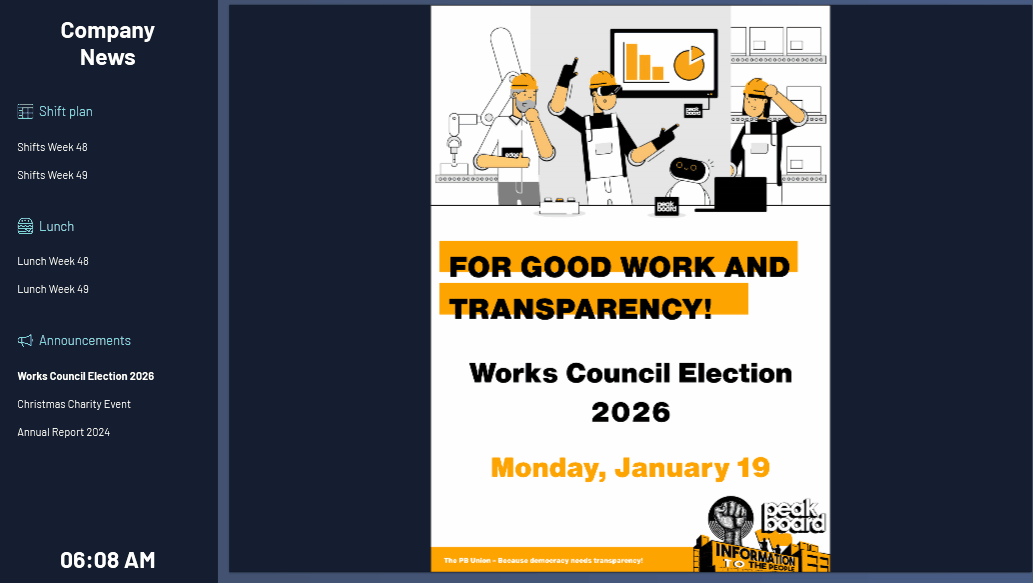 Company
News
Shift plan
Shifts Week 48
Shifts Week 49
Lunch
Lunch Week 48
Lunch Week 49
Announcements
Works Council Election 2026
Christmas Charity Event
Annual Report 2024
06:08 AM
peak
board
edge
peak
board
FOR GOOD WORK AND
TRANSPARENCY!
Works Council Election
2026
Monday, January 19
peak
board
INFORMATION
TO THE PEOPLE
The PB Union - Because democracy needs transparency!